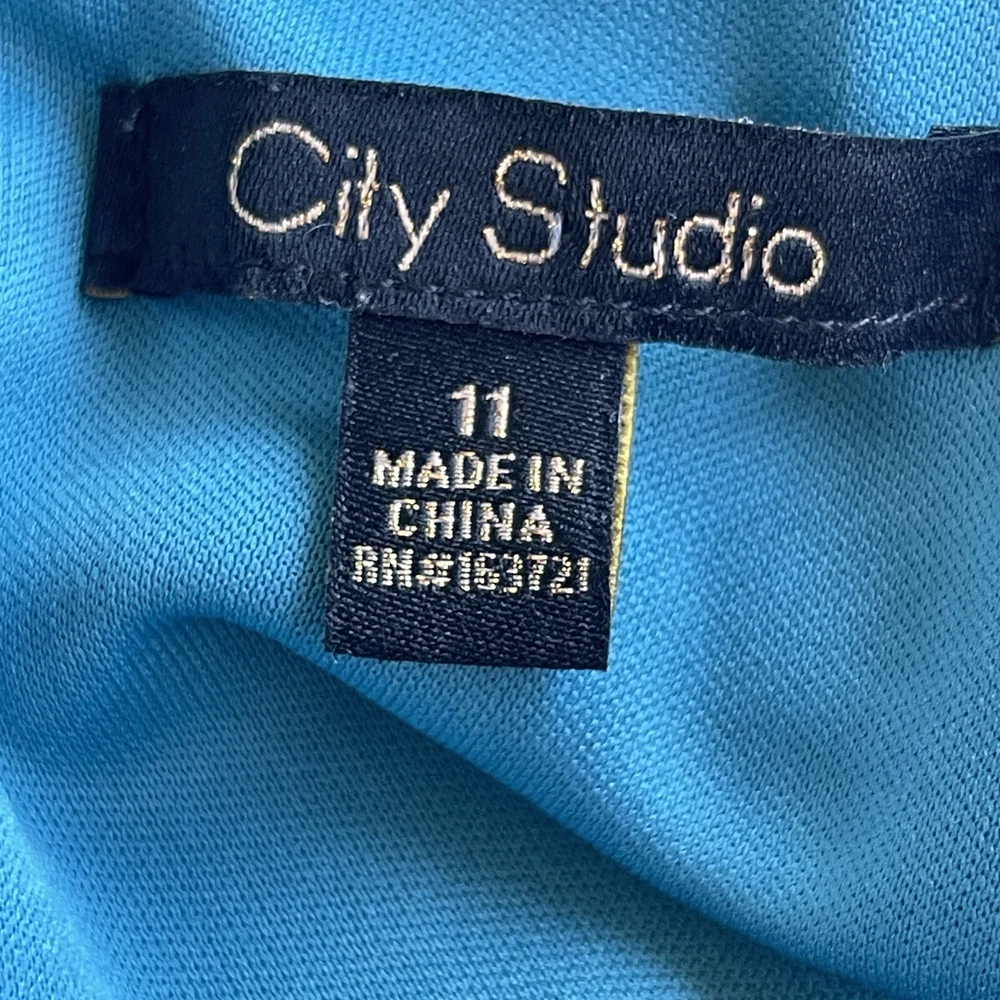 City Studio
11
MADE IN
CHINA
RN#163721